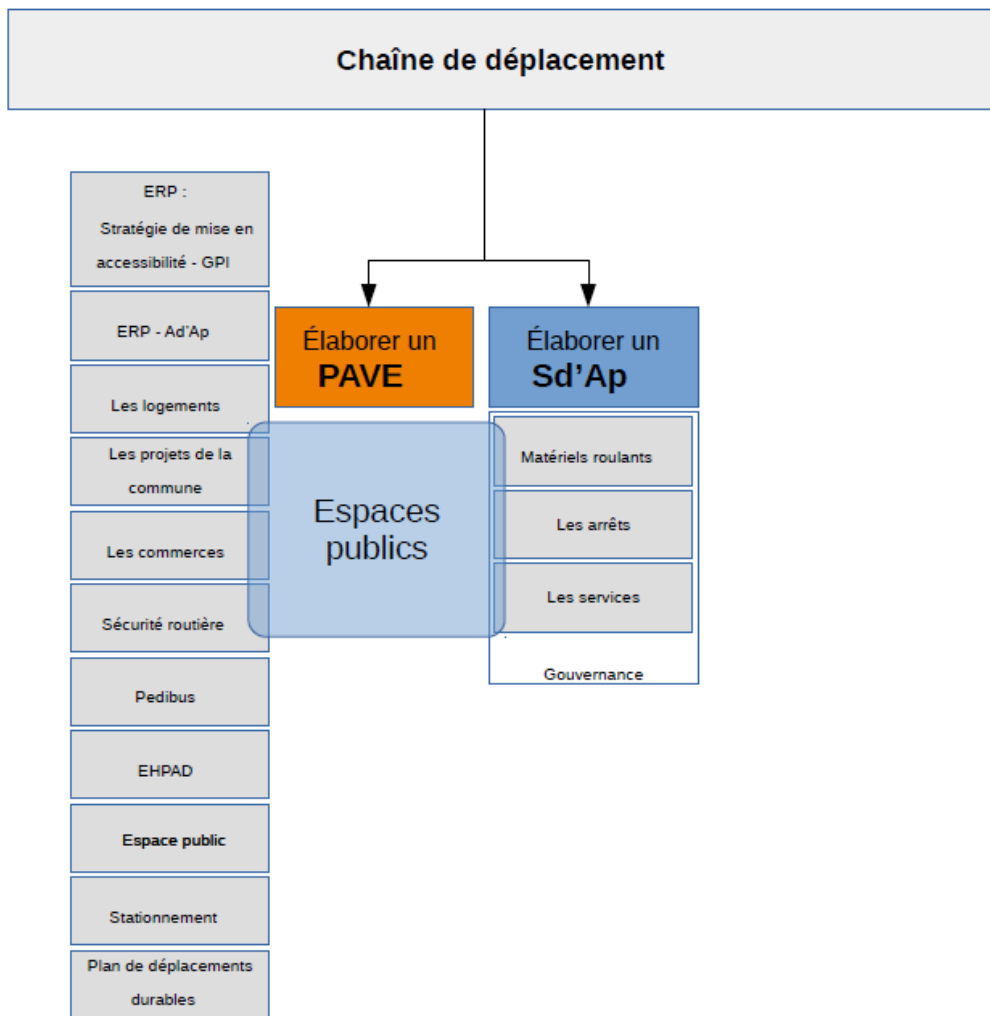 Chaîne de déplacement
ERP :
Stratégie de mise en
accessibilité - GPI
ERP - Ad’Ap
Les logements
Les projets de la
commune
Les commerces
Sécurité routière
Pedibus
EHPAD
Espace public
Stationnement
Plan de déplacements
durables
Élaborer un
PAVE
Espaces
publics
Élaborer un
Sd’Ap
Matériels roulants
Les arrêts
Les services
Gouvernance